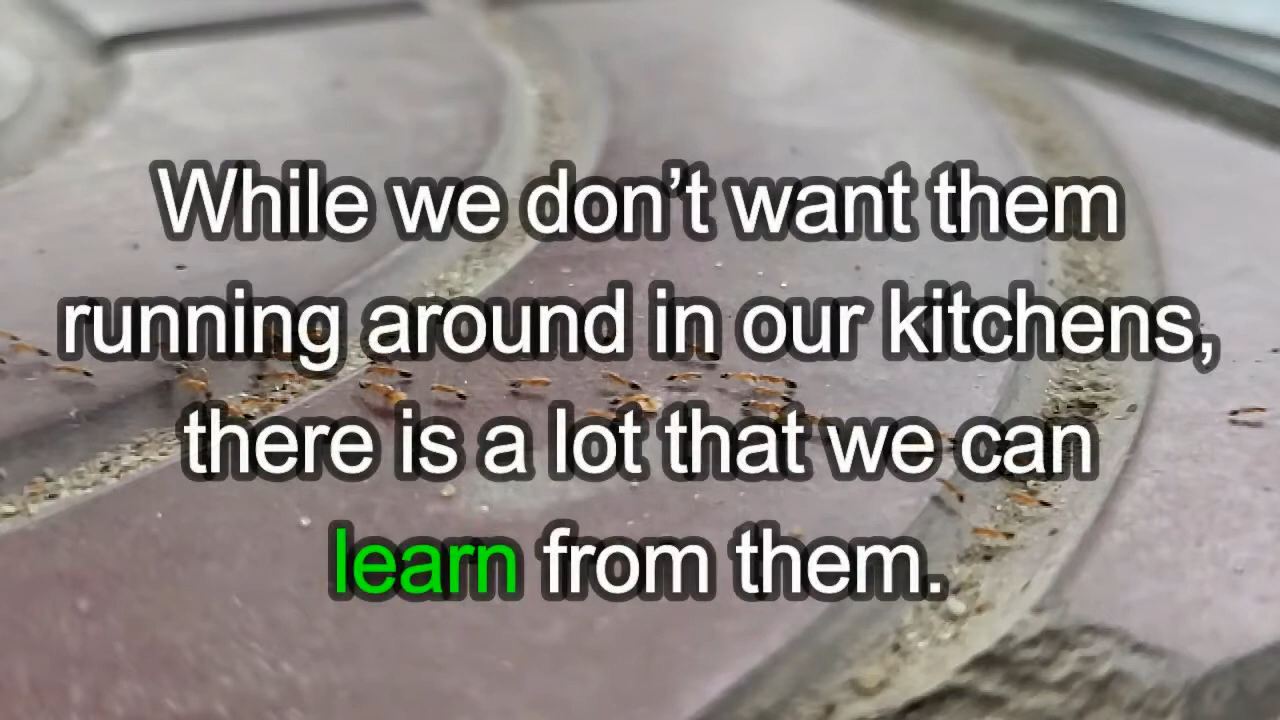 While we don’t want them
running around in our kitchens,
there is a lot that we can
learn from them.